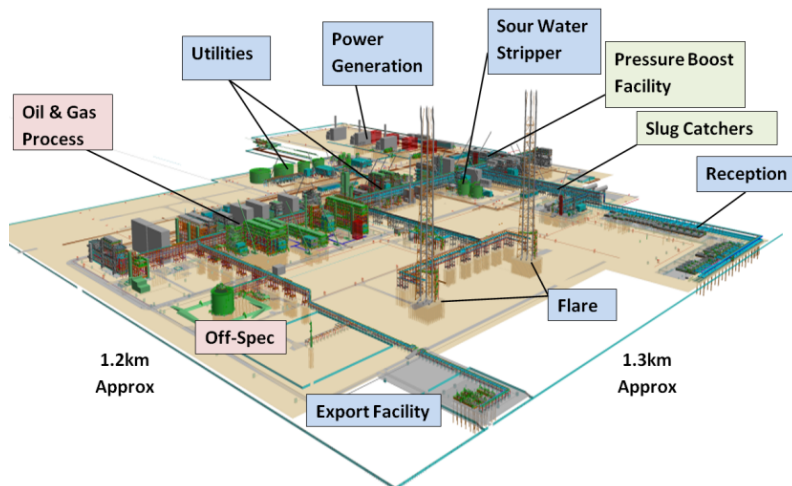 Utilities
Power
Generation
Sour Water
Stripper
Pressure Boost
Facility
Oil & Gas
Process
Slug Catchers
Reception
Flare
Off-Spec
1.2km
Approx
1.3km
Approx
Export Facility